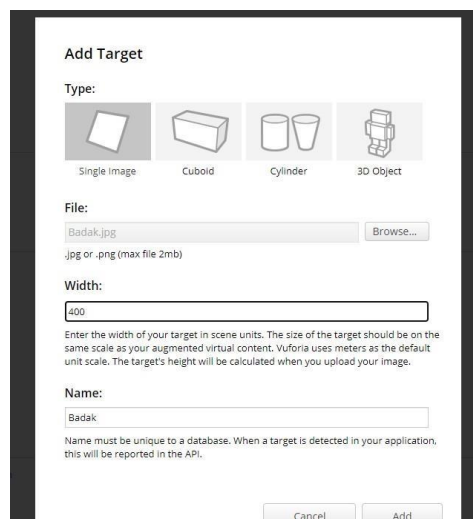 Add Target
Type:
Single Image Cuboid Cylinder 3D Object
File:
Badak.jpg Browse...
.jpg or .png (max file 2mb)
Width:
400
Enter the width of your target in scene units. The size of the target should be on the
same scale as your augmented virtual content. Vuforia uses meters as the default
unit scale. The target's height will be calculated when you upload your image.
Name:
Badak
Name must be unique to a database. When a target is detected in your application,
this will be reported in the API.
Cancel Add